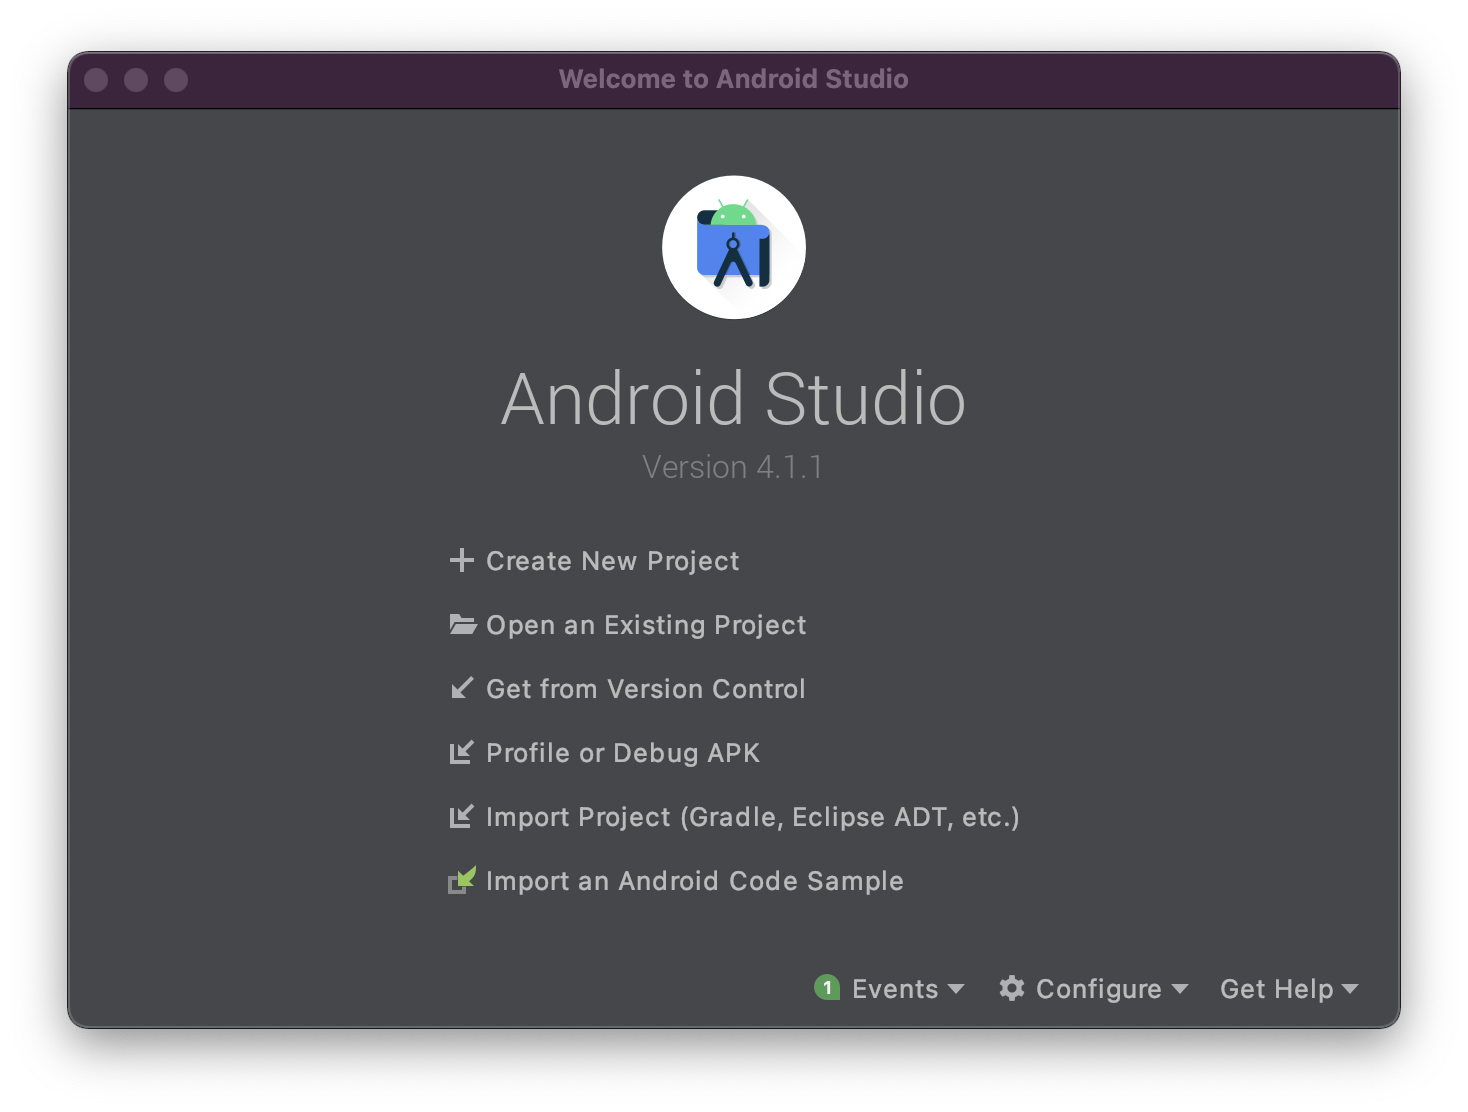 Welcome to Android Studio
Android Studio
Version 4.1.1
Create New Project
Open an Existing Project
Get from Version Control
Profile or Debug APK
Import Project (Gradle, Eclipse ADT, etc.)
Import an Android Code Sample
1 Events Configure Get Help